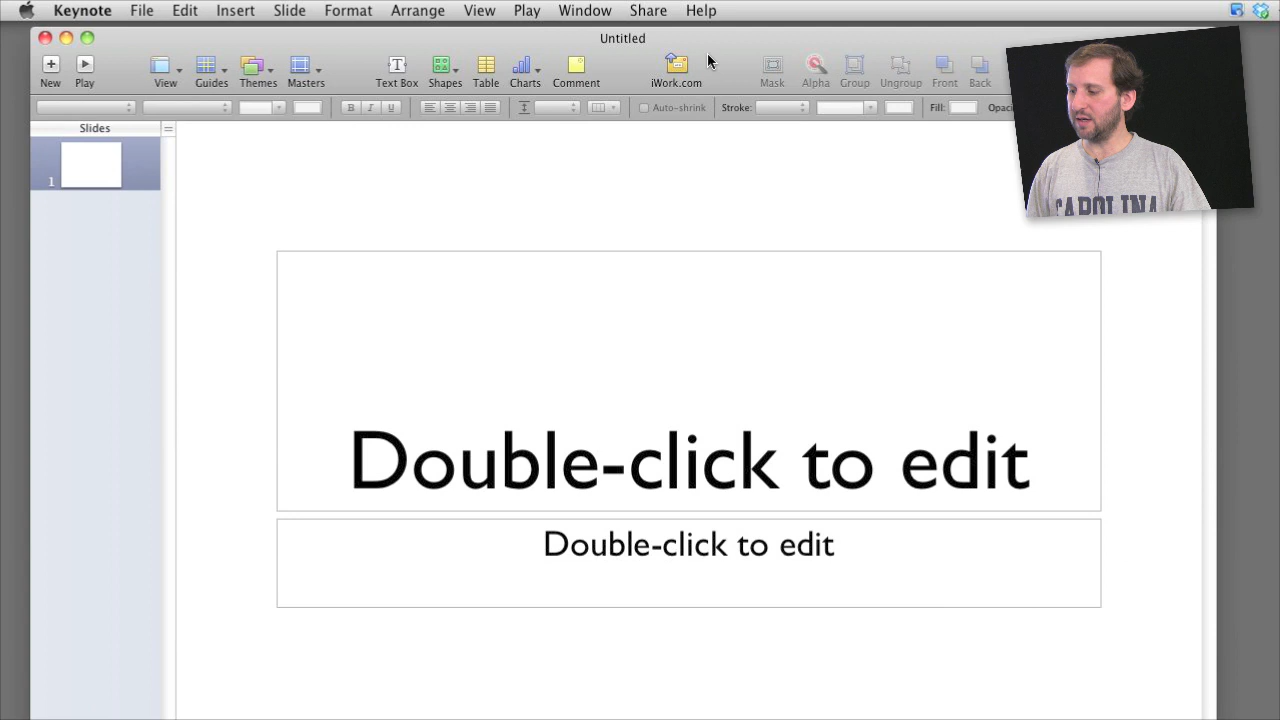 Keynote File Edit Insert Slide Format Arrange View Play Window Share Help
Untitled
New Play View Guides Themes Masters Text Box Shapes Table Charts Comment iWork.com Mask Alpha Group Ungroup Front Back
B I U Auto-shrink Stroke: Fill: Opaci
Slides
1
CAROLINA
Double-click to edit
Double-click to edit